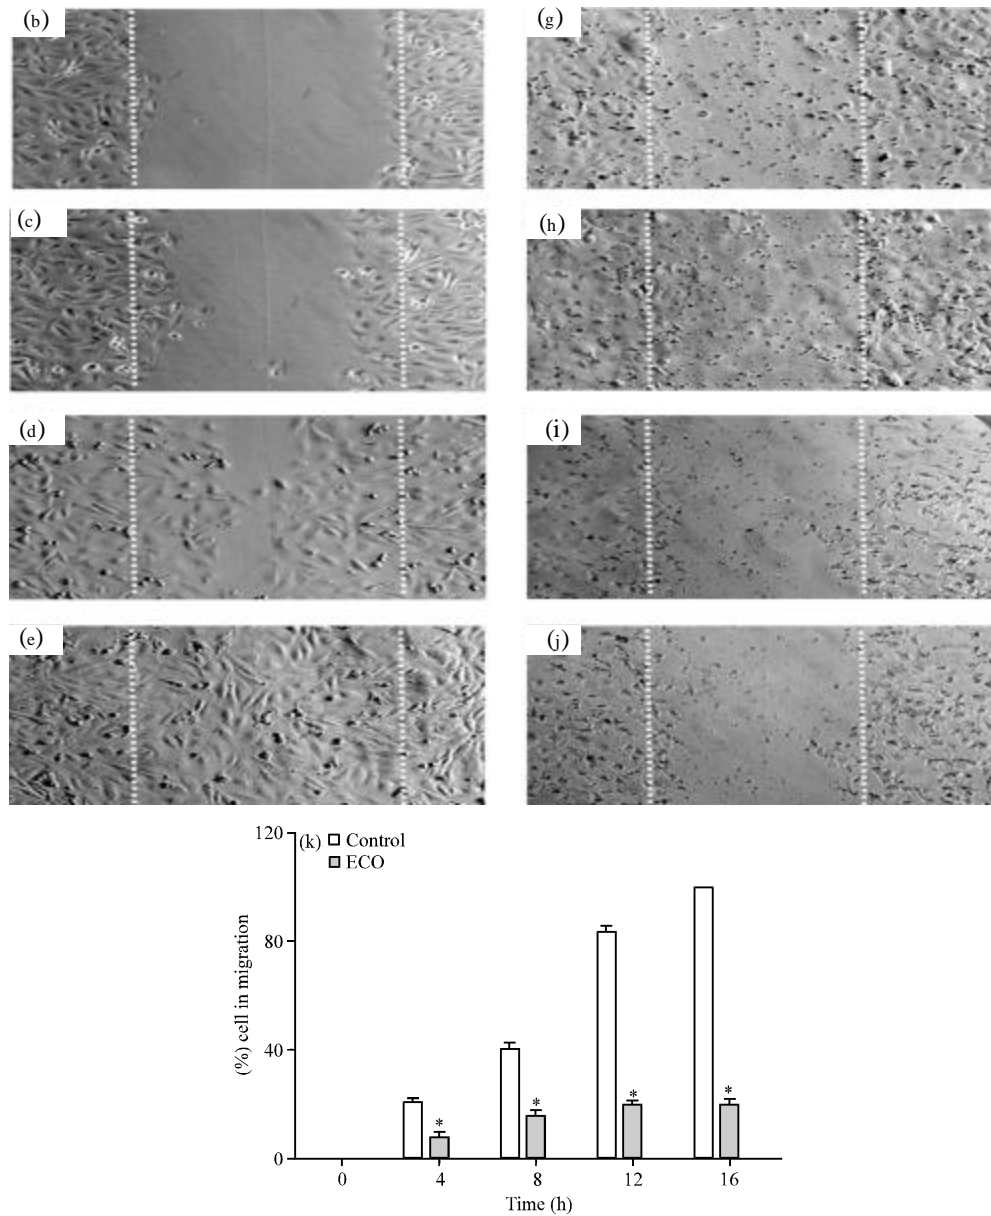 (b)
(g)
(c)
(h)
(d)
(i)
(e)
(j)
(k)
Control
ECO
120
80
40
0
(%) cell in migration
*
*
*
*
0 4 8 12 16
Time (h)